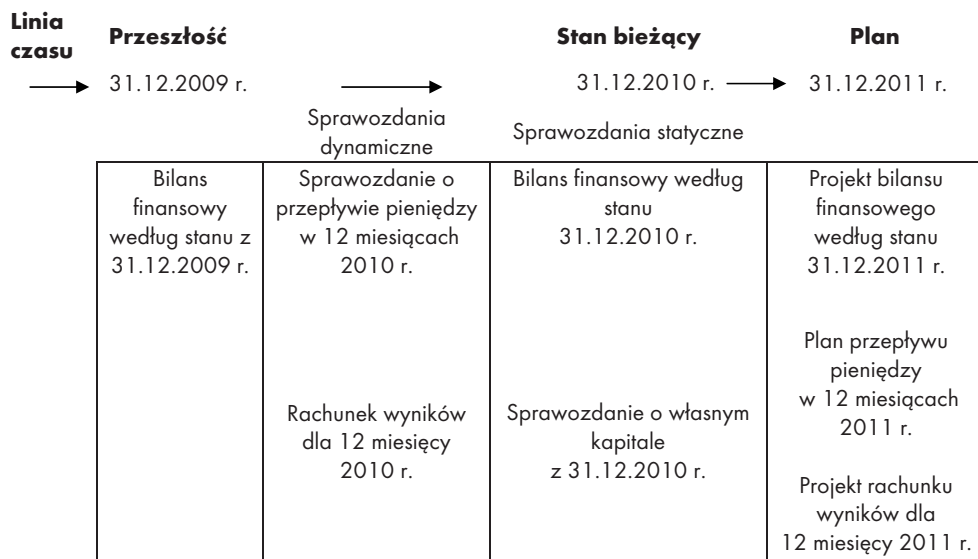 Linia
czasu
Przeszłość
Stan bieżący
Plan
31.12.2009 r.
31.12.2010 r.
31.12.2011 r.
Sprawozdania
dynamiczne
Sprawozdania statyczne
Bilans
finansowy
według stanu z
31.12.2009 r.
Sprawozdanie o
przepływie pieniędzy
w 12 miesiącach
2010 r.
Rachunek wyników
dla 12 miesięcy
2010 r.
Bilans finansowy według
stanu
31.12.2010 r.
Sprawozdanie o własnym
kapitale
z 31.12.2010 r.
Projekt bilansu
finansowego
według stanu
31.12.2011 r.
Plan przepływu
pieniędzy
w 12 miesiącach
2011 r.
Projekt rachunku
wyników dla
12 miesięcy 2011 r.